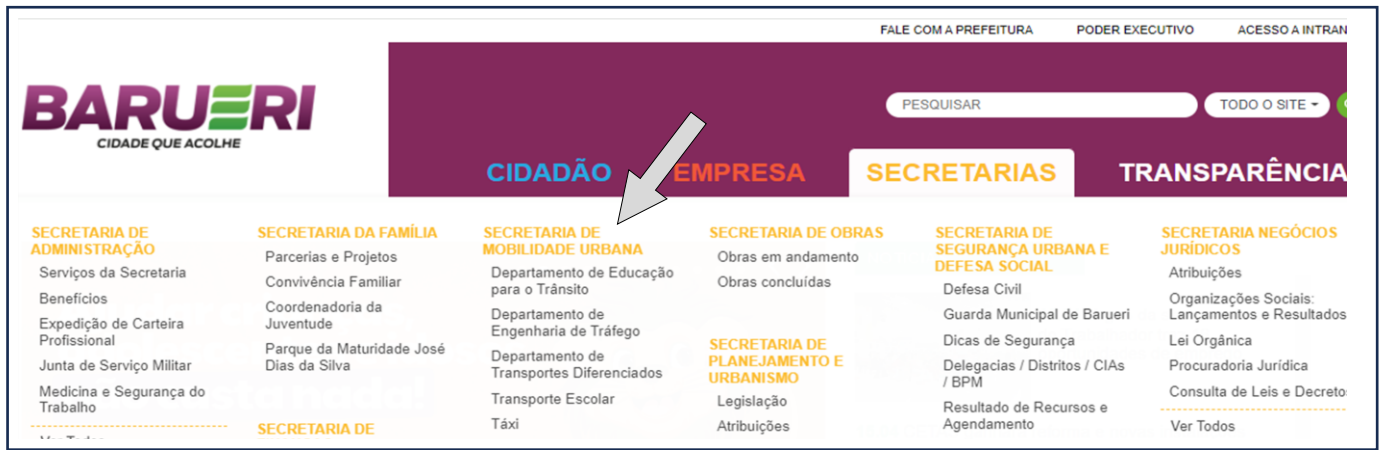 FALE COM A PREFEITURA PODER EXECUTIVO ACESSO A INTRAN
BARUERI
CIDADE QUE ACOLHE
PESQUISAR
TODO O SITE
CIDADÃO EMPRESA SECRETARIAS TRANSPARÊNCIA
SECRETARIA DE
ADMINISTRAÇÃO
Serviços da Secretaria
Benefícios
Expedição de Carteira
Profissional
Junta de Serviço Militar
Medicina e Segurança do
Trabalho
Ver Todos
SECRETARIA DA FAMÍLIA
Parcerias e Projetos
Convivência Familiar
Coordenadoria da
Juventude
Parque da Maturidade José
Dias da Silva
SECRETARIA DE
SECRETARIA DE
MOBILIDADE URBANA
Departamento de Educação
para o Trânsito
Departamento de
Engenharia de Tráfego
Departamento de
Transportes Diferenciados
Transporte Escolar
Táxi
SECRETARIA DE OBRAS
Obras em andamento
Obras concluídas
SECRETARIA DE
PLANEJAMENTO E
URBANISMO
Legislação
Atribuições
SECRETARIA DE
SEGURANÇA URBANA E
DEFESA SOCIAL
Defesa Civil
Guarda Municipal de Barueri
Dicas de Segurança
Delegacias / Distritos / CIAs
/ BPM
Resultado de Recursos e
Agendamento
SECRETARIA NEGÓCIOS
JURÍDICOS
Atribuições
Organizações Sociais:
Lançamentos e Resultados
Lei Orgânica
Procuradoria Jurídica
Consulta de Leis e Decreto
Ver Todos